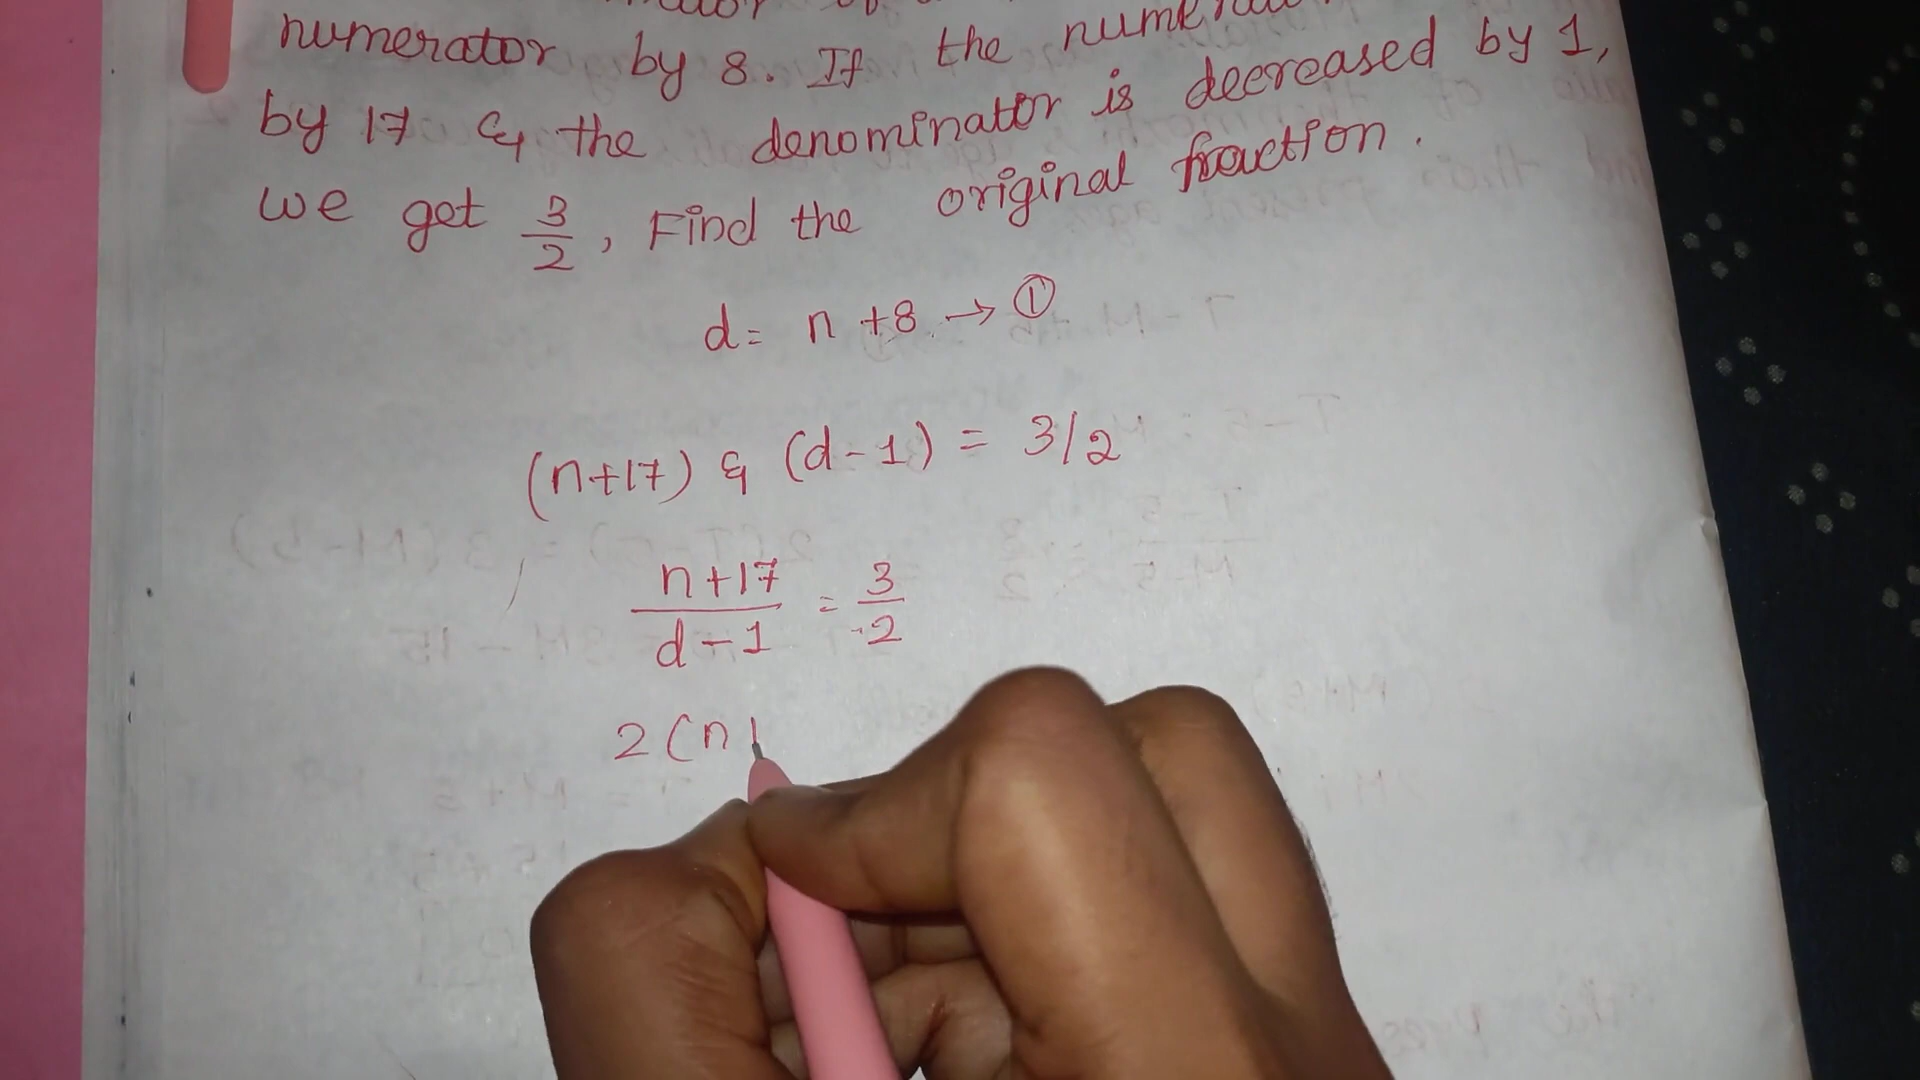 numerator by 8. If the
by 17 & the denominator is decreased by 1,
we get 3/2, Find the original fraction.
d = n + 8 → ①
(n+17) & (d-1) = 3/2
n+17 / d-1 = 3/2
2(n